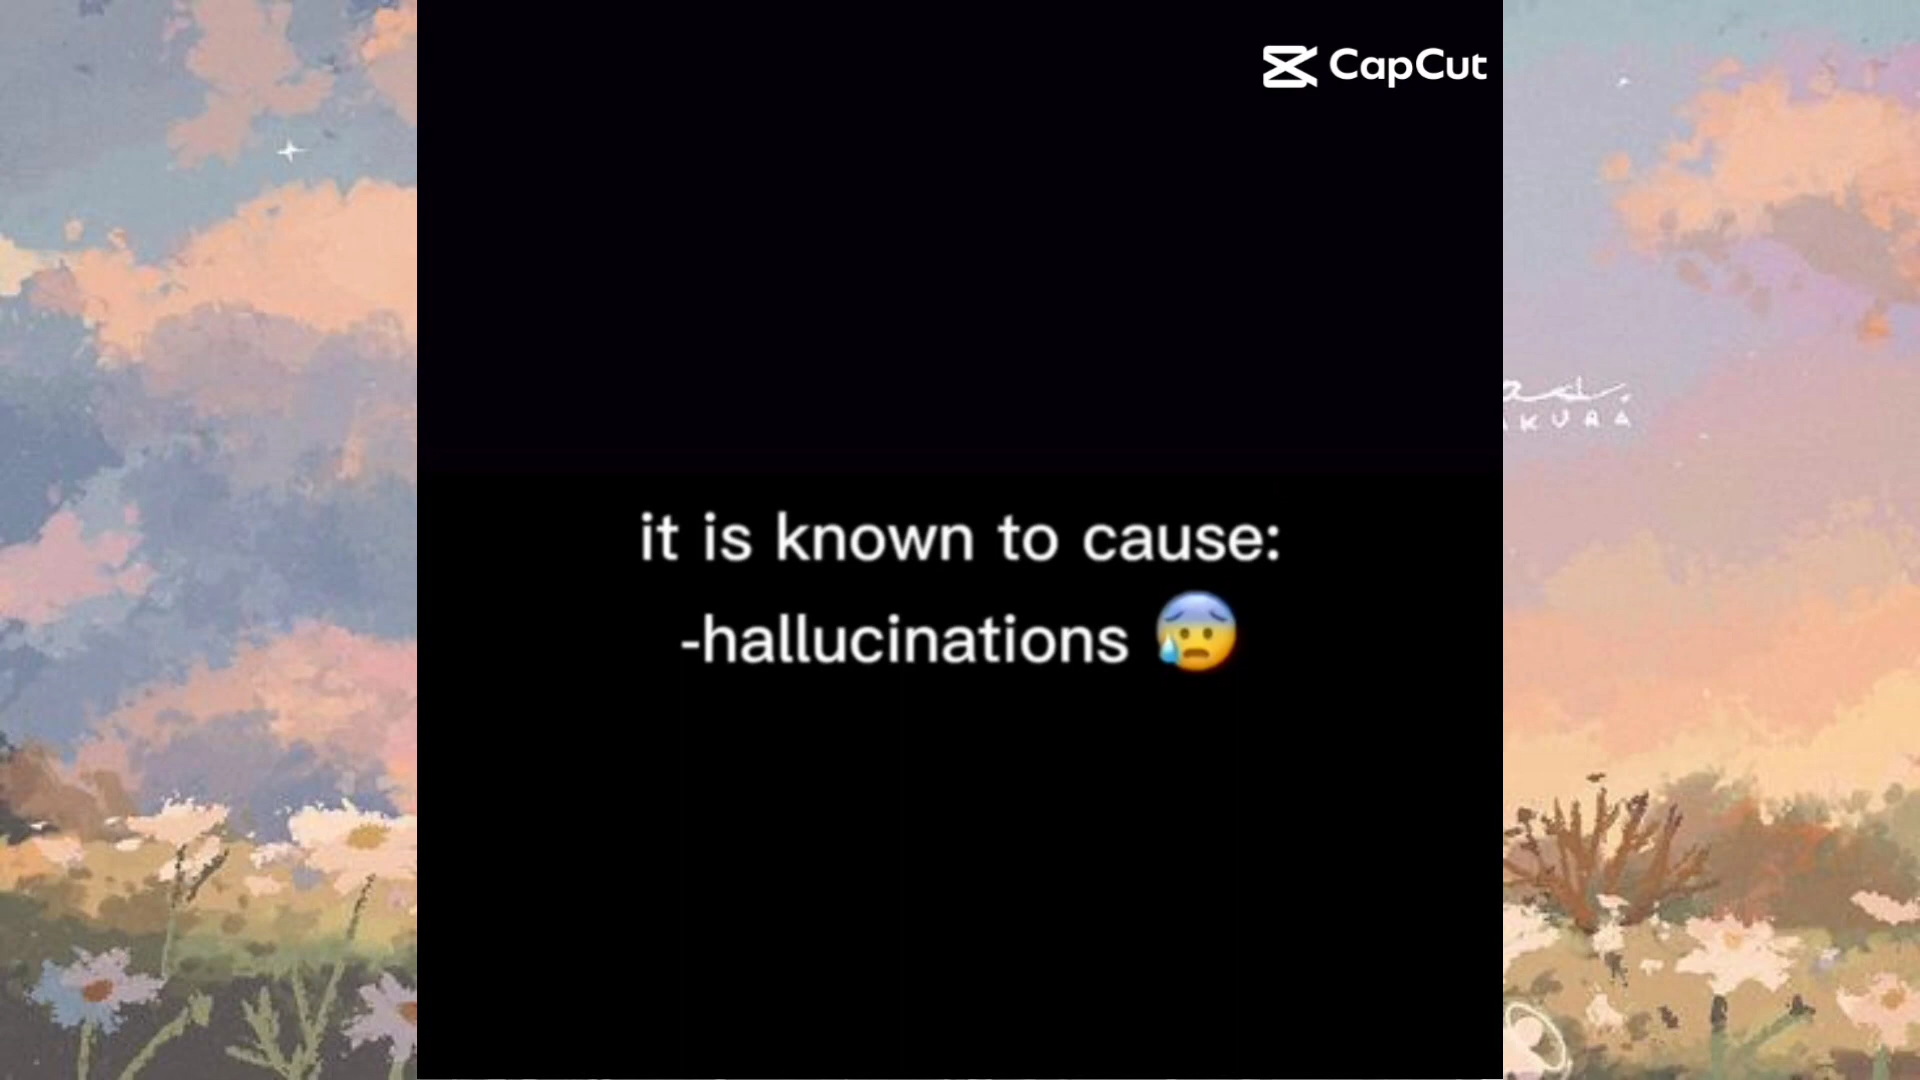 CapCut
it is known to cause:
-hallucinations 😰